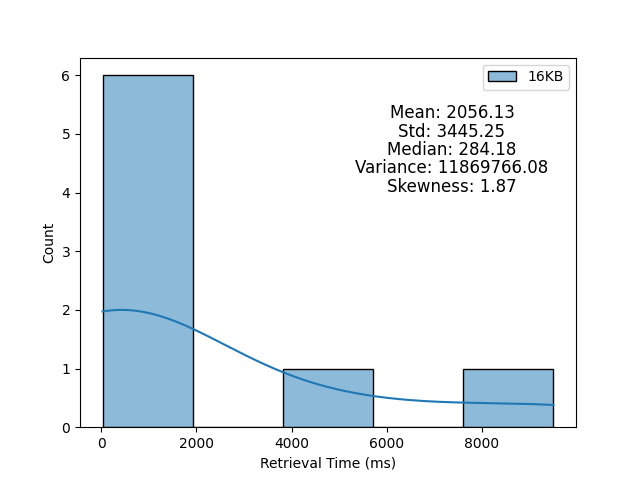 16KB
Mean: 2056.13
Std: 3445.25
Median: 284.18
Variance: 11869766.08
Skewness: 1.87
6
5
4
3
2
1
0
Count
0 2000 4000 6000 8000
Retrieval Time (ms)